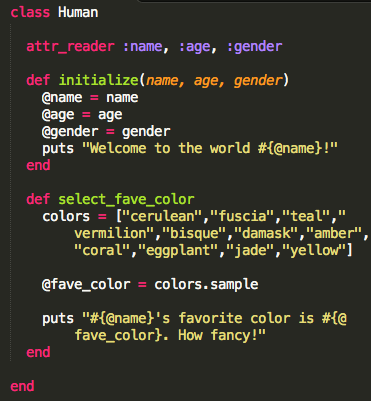 class Human
attr_reader :name, :age, :gender
def initialize(name, age, gender)
@name = name
@age = age
@gender = gender
puts "Welcome to the world #{@name}!"
end
def select_fave_color
colors = ["cerulean","fuscia","teal","
vermilion","bisque","damask","amber",
"coral","eggplant","jade","yellow"]
@fave_color = colors.sample
puts "#{@name}'s favorite color is #{@
fave_color}. How fancy!"
end
end